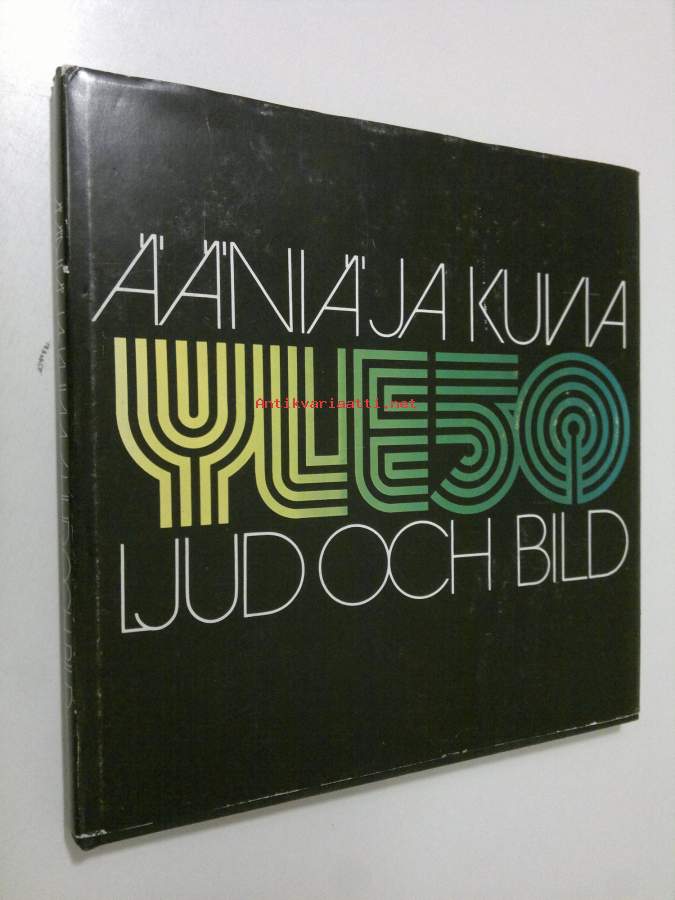 ÄÄNIÄ JA KUVIA
YLE 50
Antikvariaatti.net
LJUD OCH BILD